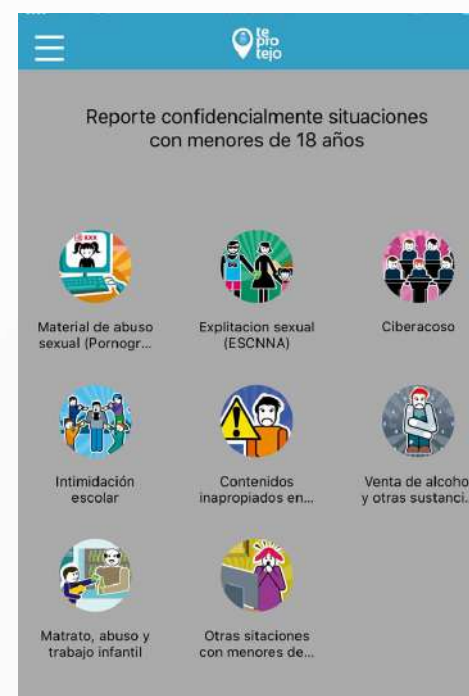 te
pro
tejo
Reporte confidencialmente situaciones
con menores de 18 años
XXX
Material de abuso
sexual (Pornogr...
Explitacion sexual
(ESCNNA)
Ciberacoso
Intimidación
escolar
Contenidos
inapropiados en...
Venta de alcoho
y otras sustanci..
Matrato, abuso y
trabajo infantil
Otras sitaciones
con menores de...